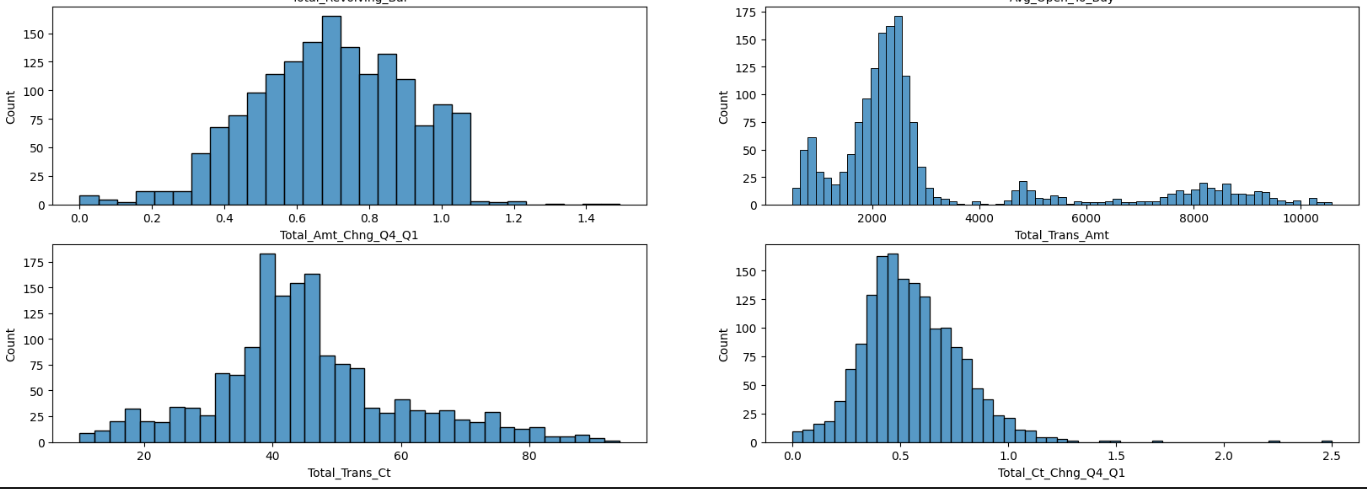 Total_Revolving_Bal
Avg_Open_To_Buy
150
125
100
75
50
25
0
Count
0.0 0.2 0.4 0.6 0.8 1.0 1.2 1.4
Total_Amt_Chng_Q4_Q1
175
150
125
100
75
50
25
0
Count
2000 4000 6000 8000 10000
Total_Trans_Amt
175
150
125
100
75
50
25
0
Count
20 40 60 80
Total_Trans_Ct
150
125
100
75
50
25
0
Count
0.0 0.5 1.0 1.5 2.0 2.5
Total_Ct_Chng_Q4_Q1